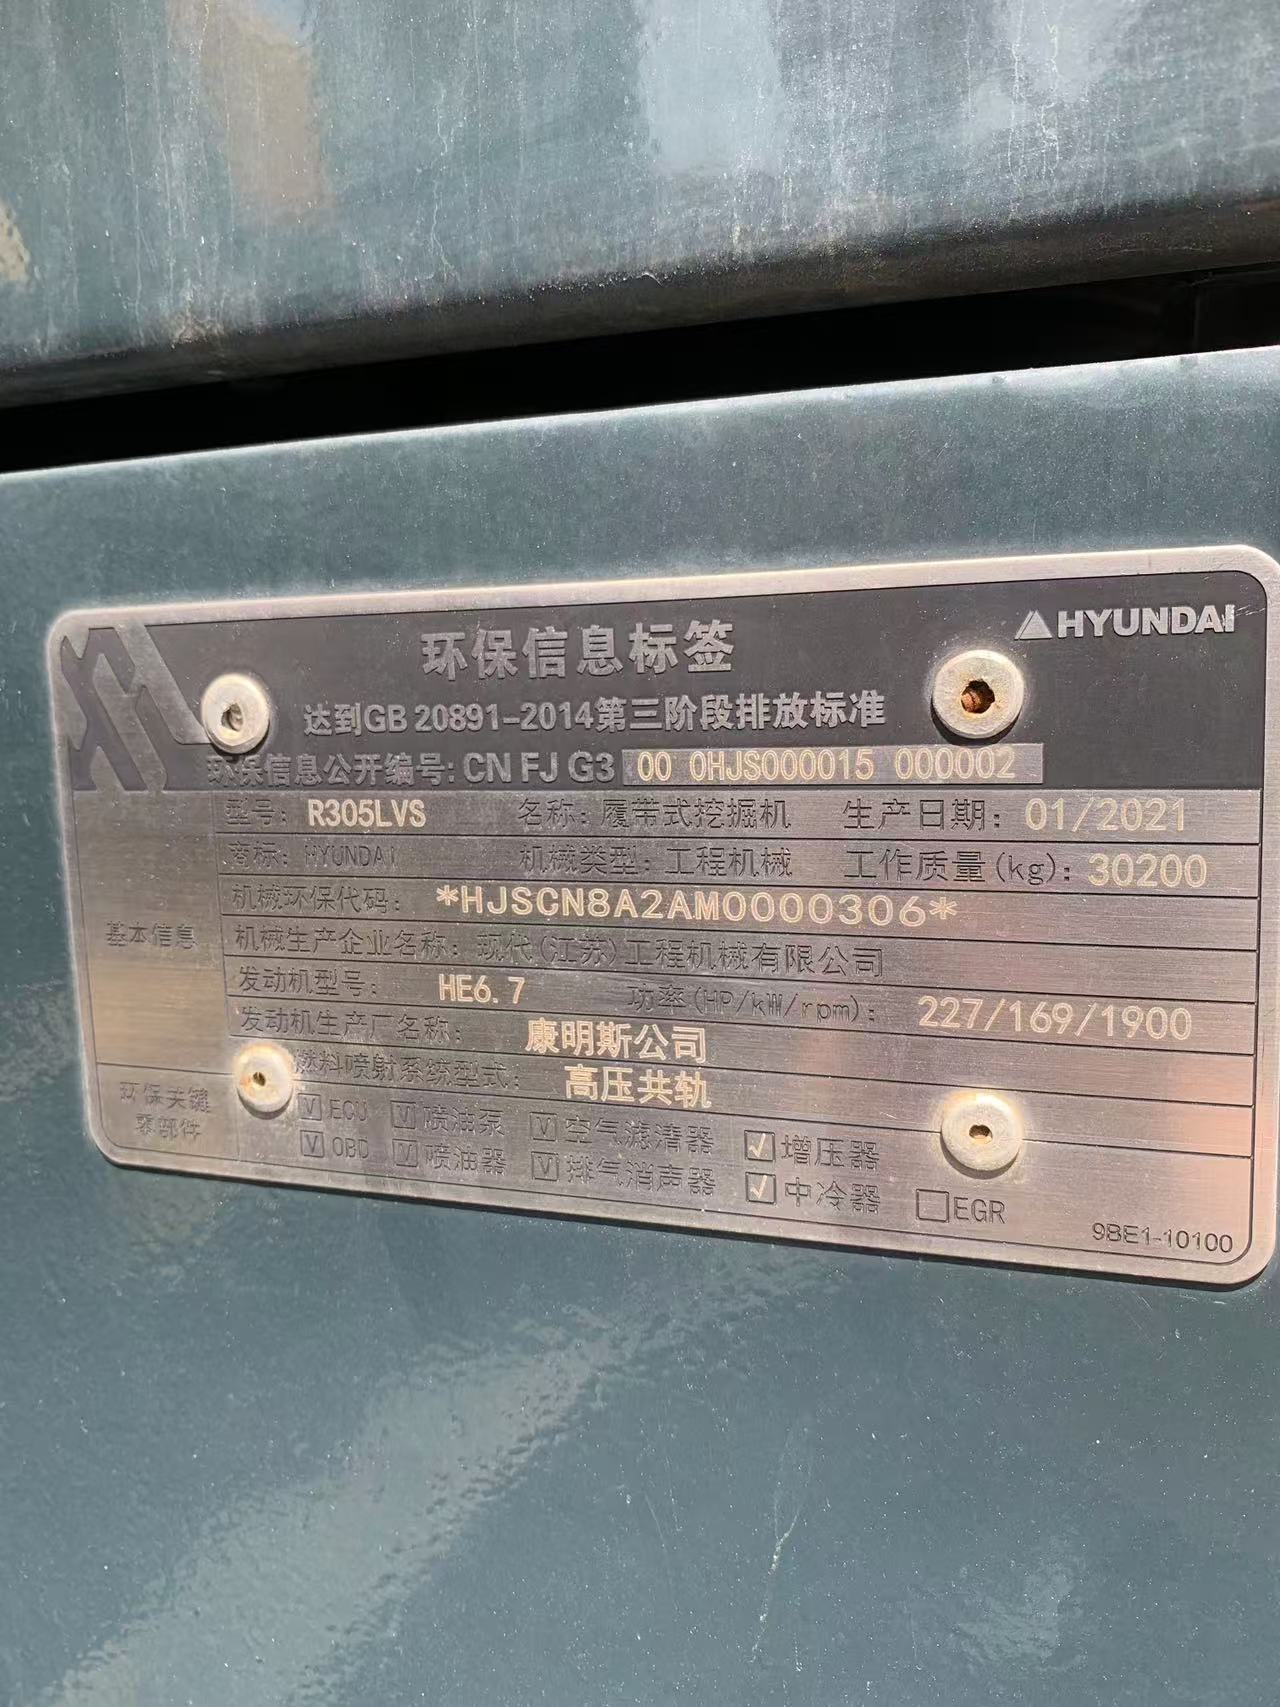 HYUNDAI
环保信息标签
达到GB 20891-2014第三阶段排放标准
环保信息公开编号: CN FJ G3 00 0HJS000015 000002
基本信息
型号: R305LVS 名称: 履带式挖掘机 生产日期: 01/2021
商标: HYUNDAI 机械类型: 工程机械 工作质量(kg): 30200
机械环保代码: *HJSCN8A2AM0000306*
机械生产企业名称: 现代(江苏)工程机械有限公司
发动机型号: HE6.7 功率(HP/kW/rpm): 227/169/1900
发动机生产厂名称: 康明斯公司
燃料喷射系统型式: 高压共轨
环保关键
零部件
☑ECU ☑喷油泵 ☑空气滤清器 ☑增压器
☑OBD ☑喷油器 ☑排气消声器 ☑中冷器 □EGR
9BE1-10100